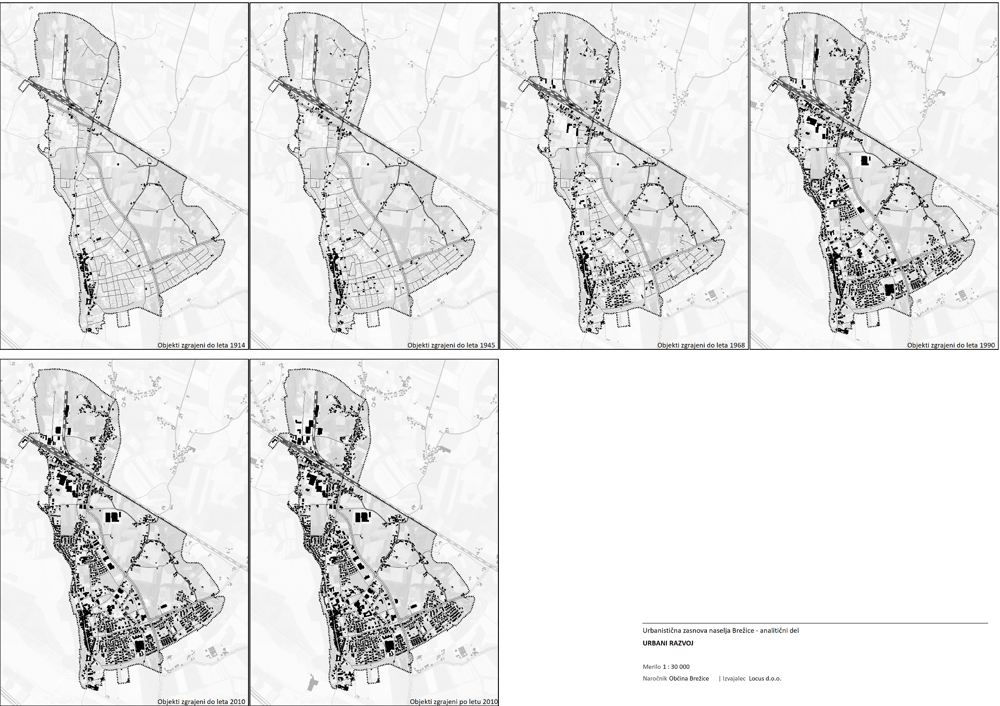 Objekti zgrajeni do leta 1914
Objekti zgrajeni do leta 1945
Objekti zgrajeni do leta 1968
Objekti zgrajeni do leta 1990
Objekti zgrajeni do leta 2010
Objekti zgrajeni po letu 2010
Urbanistična zasnova naselja Brežice - analitični del
URBANI RAZVOJ
Merilo 1 : 30 000
Naročnik Občina Brežice | Izvajalec Locus d.o.o.